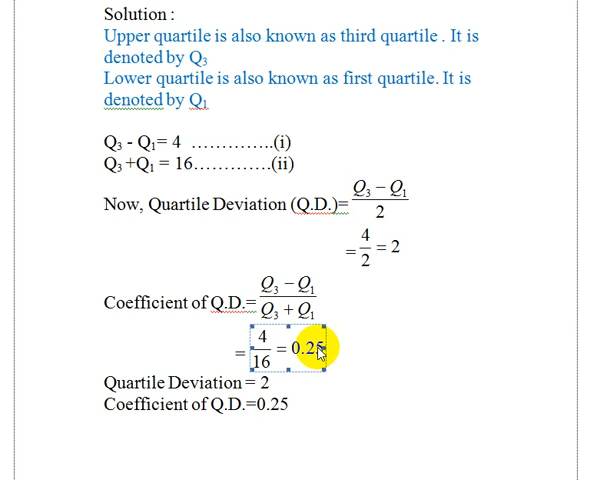 Solution :
Upper quartile is also known as third quartile . It is
denoted by Q₃
Lower quartile is also known as first quartile. It is
denoted by Q₁
Q₃ - Q₁= 4 ..............(i)
Q₃ +Q₁ = 16.............(ii)
Now, Quartile Deviation (Q.D.)= (Q₃ − Q₁)/2
= 4/2 = 2
Coefficient of Q.D.= (Q₃ − Q₁)/(Q₃ + Q₁)
= 4/16 = 0.25
Quartile Deviation = 2
Coefficient of Q.D.=0.25